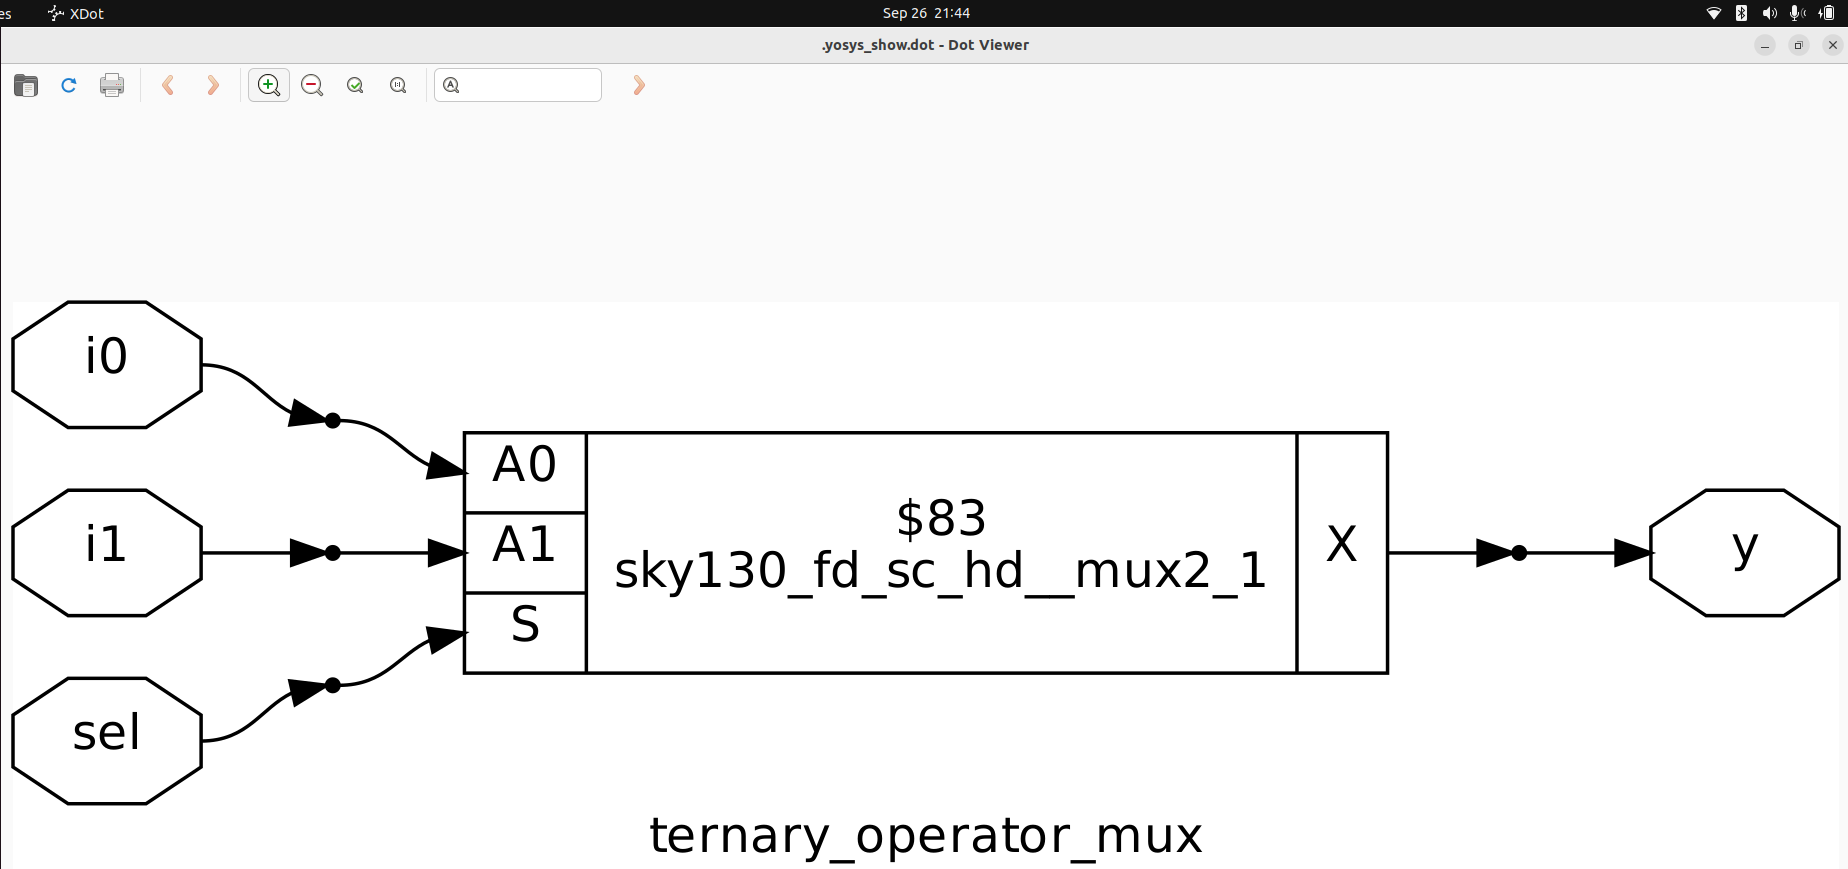 es XDot Sep 26 21:44
.yosys_show.dot - Dot Viewer
i0
i1
sel
A0
A1
S
$83
sky130_fd_sc_hd__mux2_1
X
y
ternary_operator_mux